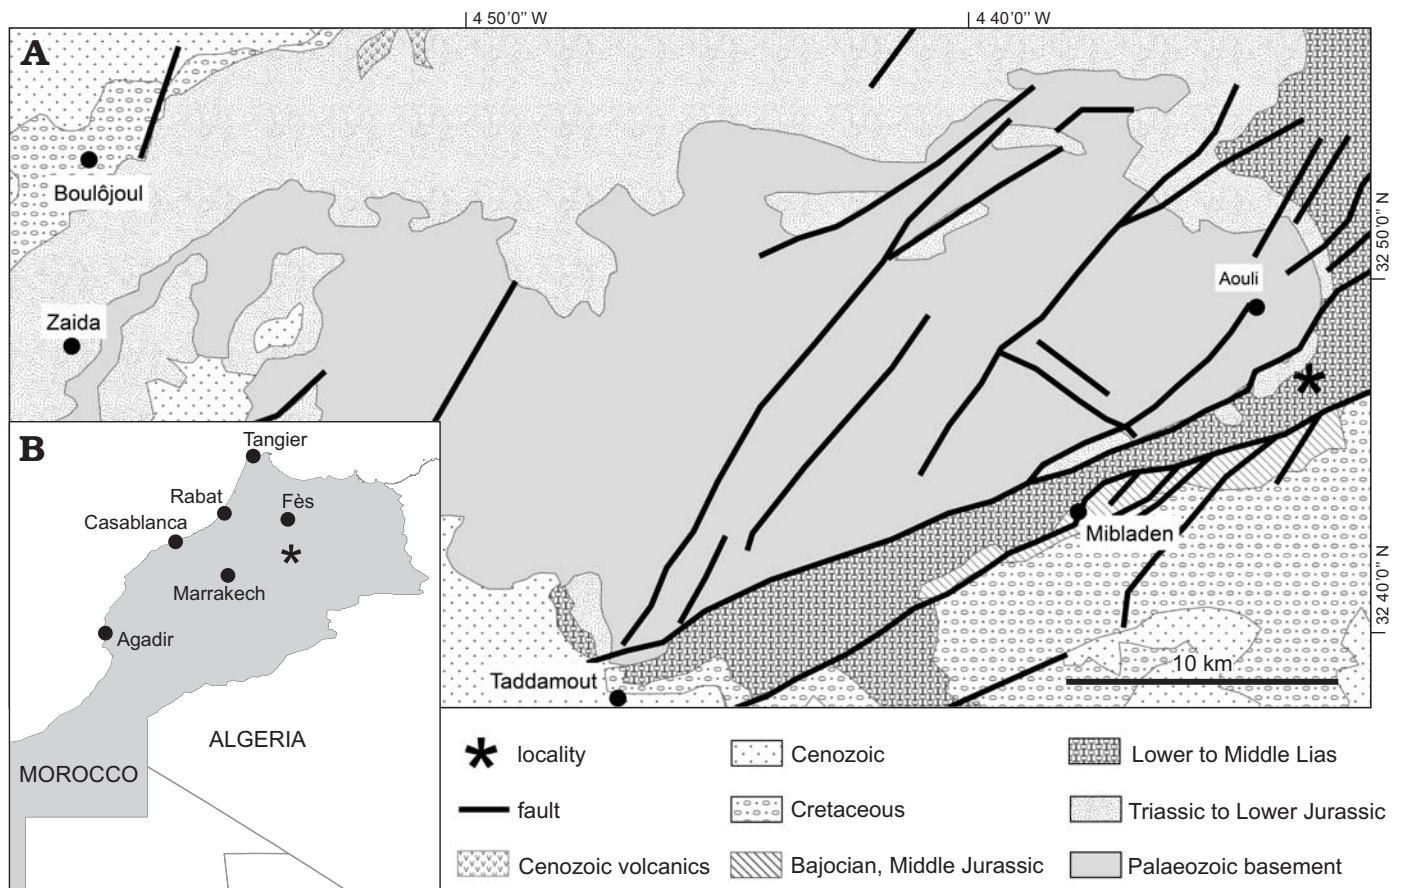 4 50’0’’ W
4 40’0’’ W
A
Boulôjoul
32 50’0’’ N
Aouli
Zaida
B
Tangier
Rabat
Fès
Casablanca
Marrakech
Agadir
ALGERIA
MOROCCO
Mibladen
32 40’0’’ N
10 km
Taddamout
locality
Cenozoic
Lower to Middle Lias
fault
Cretaceous
Triassic to Lower Jurassic
Cenozoic volcanics
Bajocian, Middle Jurassic
Palaeozoic basement